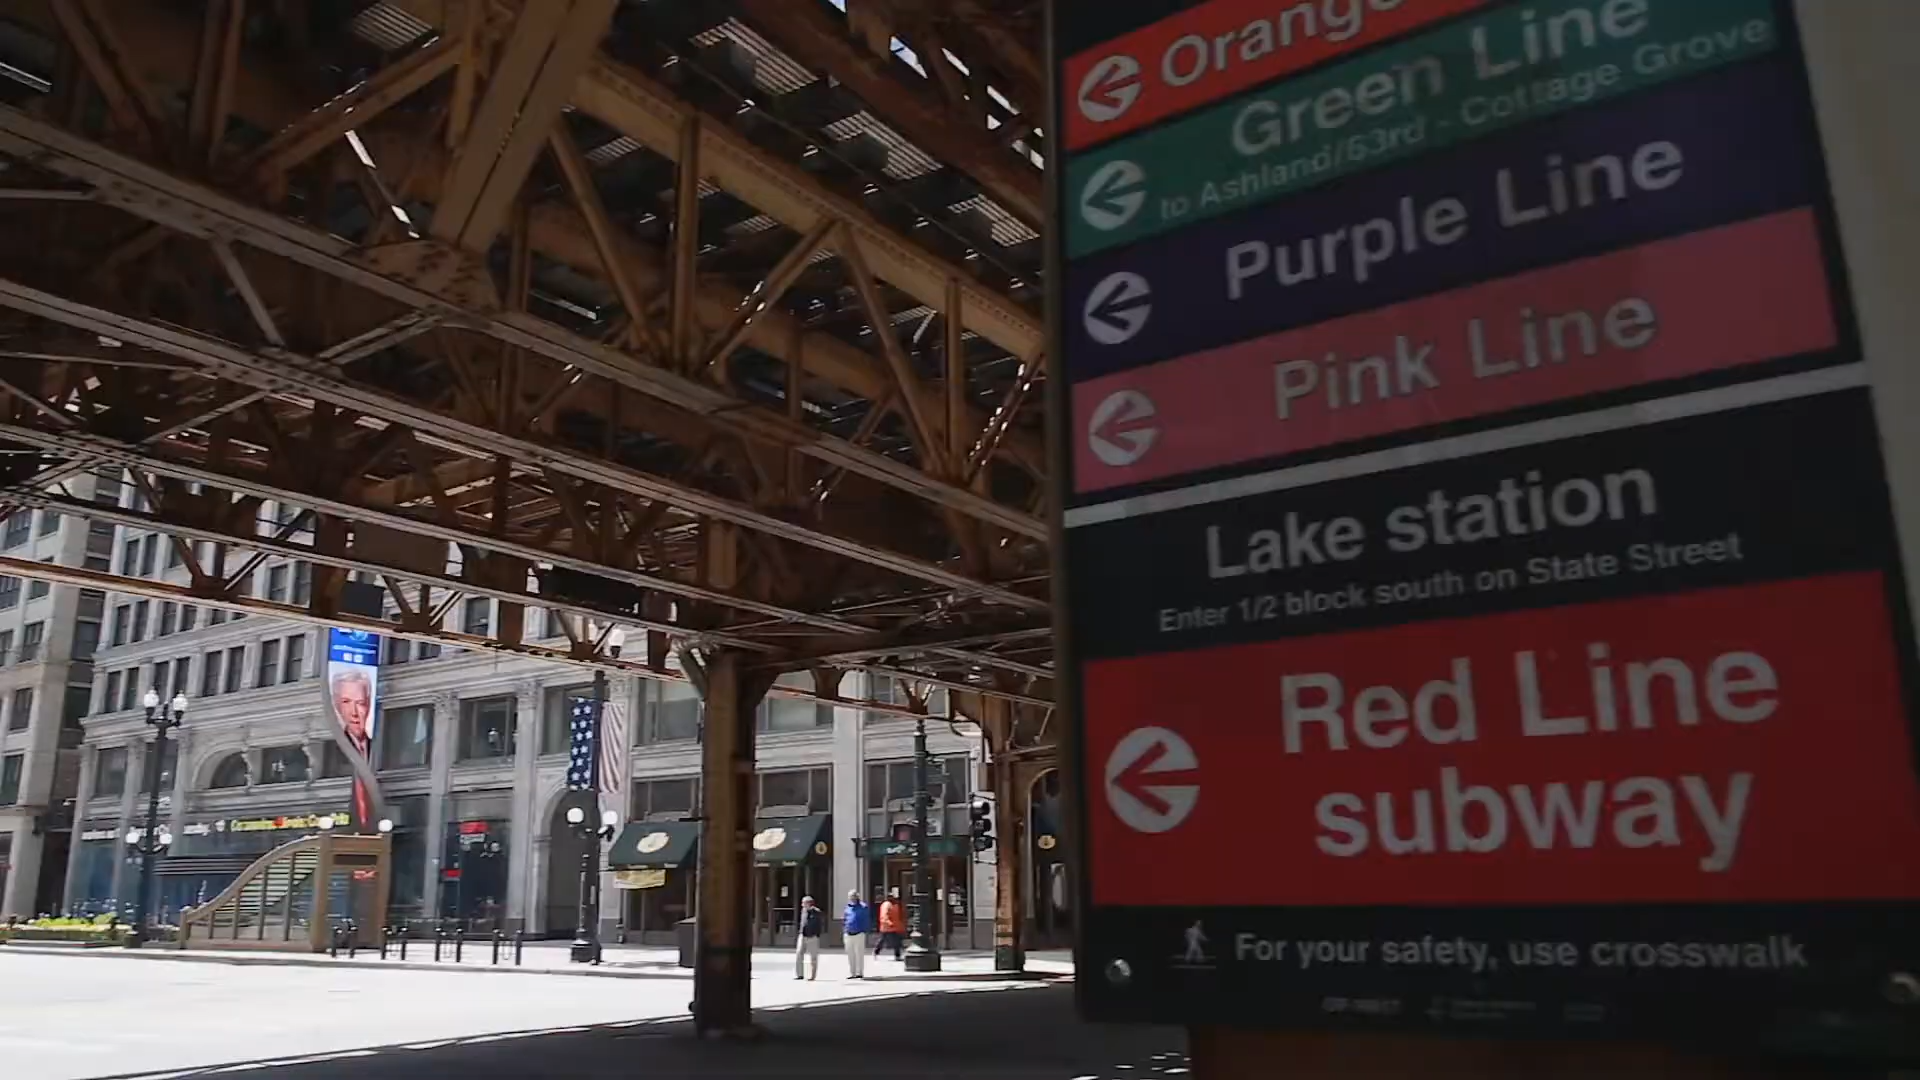 Orange
Green Line
to Ashland/63rd - Cottage Grove
Purple Line
Pink Line
Lake station
Enter 1/2 block south on State Street
Red Line
subway
For your safety, use crosswalk